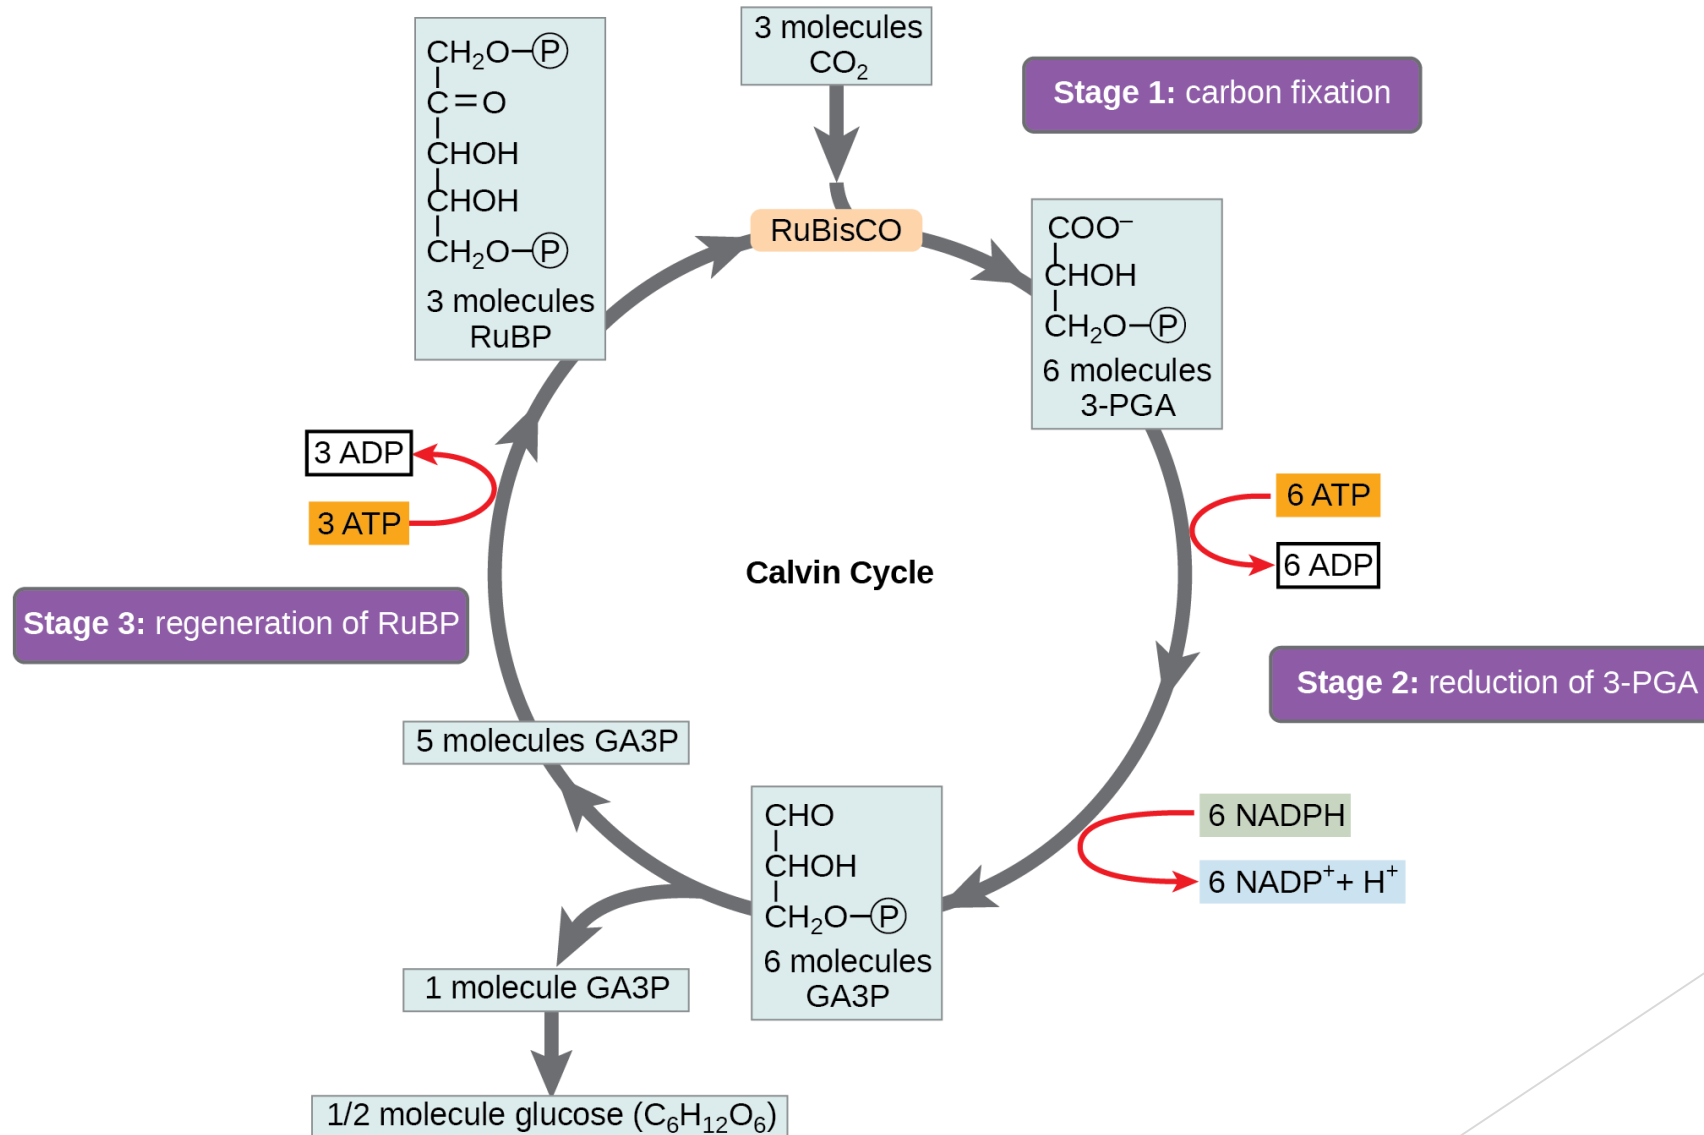 3 molecules
CO2
Stage 1: carbon fixation
CH2O—P
C=O
CHOH
CHOH
CH2O—P
3 molecules
RuBP
RuBisCO
COO–
CHOH
CH2O—P
6 molecules
3-PGA
3 ADP
3 ATP
6 ATP
6 ADP
Calvin Cycle
Stage 3: regeneration of RuBP
Stage 2: reduction of 3-PGA
5 molecules GA3P
6 NADPH
6 NADP+ + H+
CHO
CHOH
CH2O—P
6 molecules
GA3P
1 molecule GA3P
1/2 molecule glucose (C6H12O6)